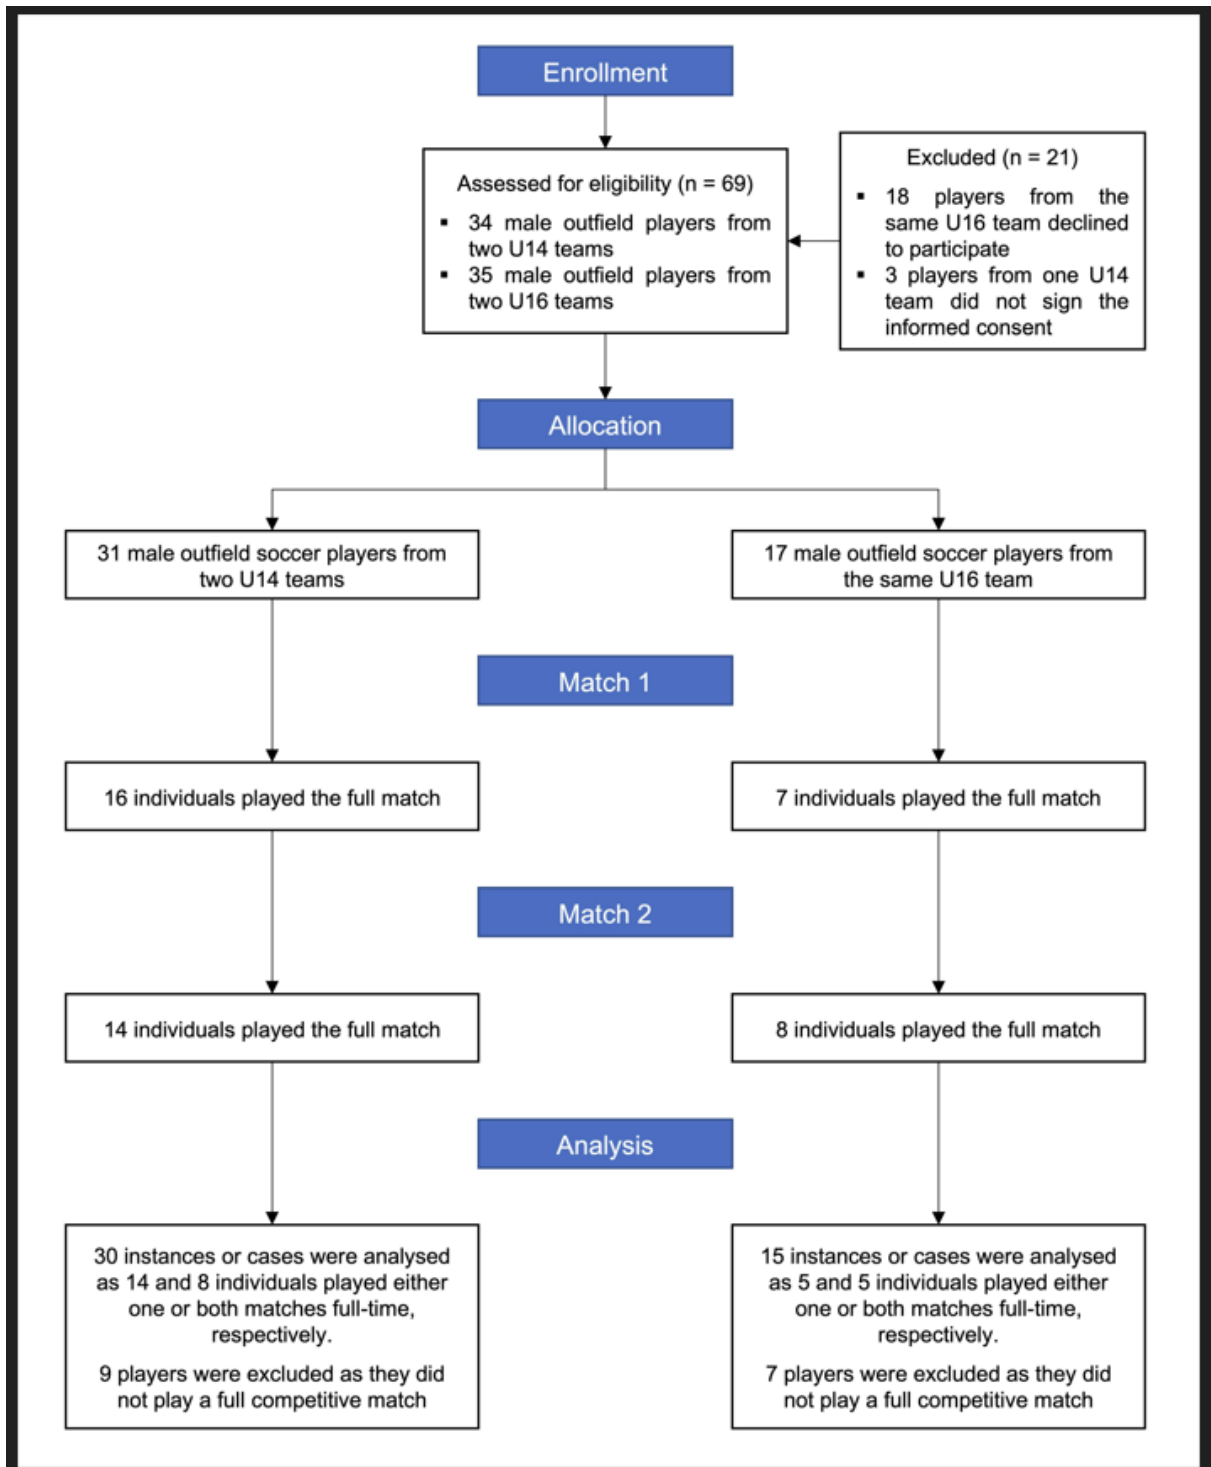 Enrollment
Assessed for eligibility (n = 69)
▪ 34 male outfield players from
two U14 teams
▪ 35 male outfield players from
two U16 teams
Excluded (n = 21)
▪ 18 players from the
same U16 team declined
to participate
▪ 3 players from one U14
team did not sign the
informed consent
Allocation
31 male outfield soccer players from
two U14 teams
17 male outfield soccer players from
the same U16 team
Match 1
16 individuals played the full match
7 individuals played the full match
Match 2
14 individuals played the full match
8 individuals played the full match
Analysis
30 instances or cases were analysed
as 14 and 8 individuals played either
one or both matches full-time,
respectively.
9 players were excluded as they did
not play a full competitive match
15 instances or cases were analysed
as 5 and 5 individuals played either
one or both matches full-time,
respectively.
7 players were excluded as they did
not play a full competitive match